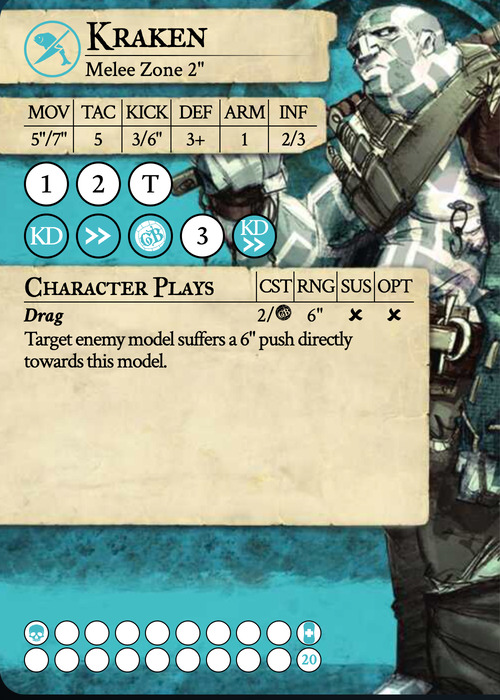 Kraken
Melee Zone 2"
MOV TAC KICK DEF ARM INF
5"/7" 5 3/6" 3+ 1 2/3
1 2 T
KD >> GB 3 KD >>
Character Plays CST RNG SUS OPT
Drag 2/GB 6" ✘ ✘
Target enemy model suffers a 6" push directly
towards this model.
20